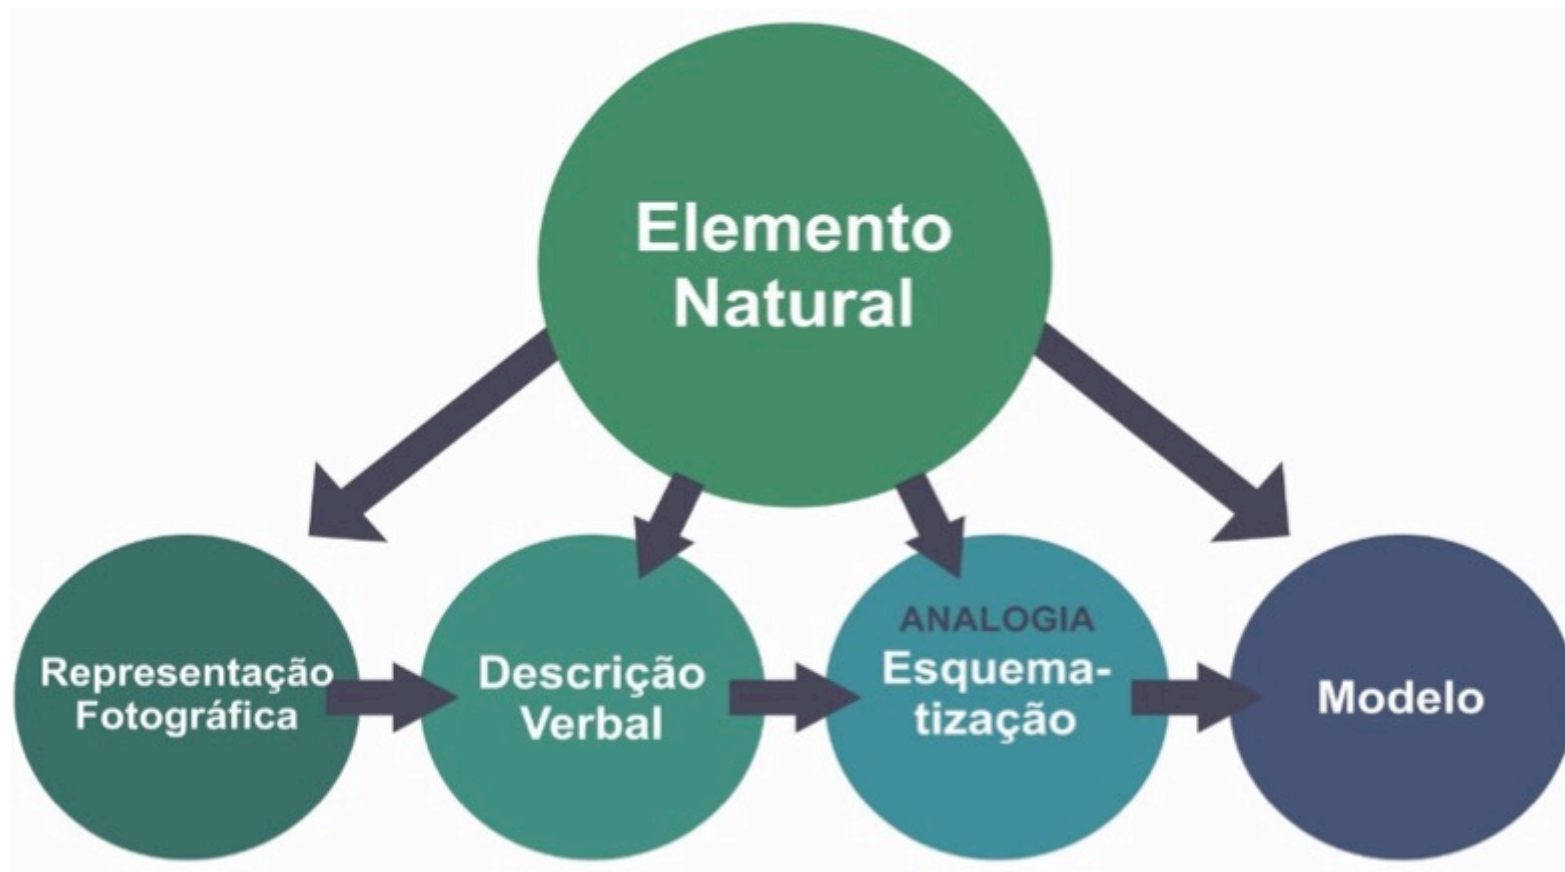 Elemento
Natural
Representação
Fotográfica
Descrição
Verbal
ANALOGIA
Esquema-
tização
Modelo